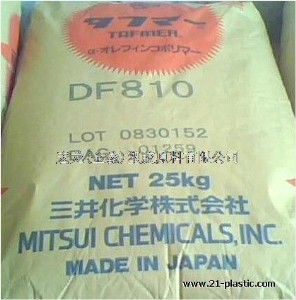 タフマー
TAFMER
α-オレフィンコポリマー
DF810
LOT 0830152
NET 25kg
三井化学株式会社
MITSUI CHEMICALS, INC.
MADE IN JAPAN
www.21-plastic.com